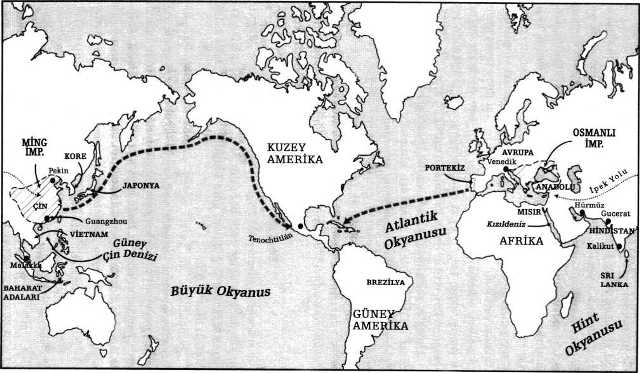 MİNG
İMP.
KORE
Pekin
JAPONYA
ÇİN
Guangzhou
VİETNAM
Güney
Çin Denizi
Malakka
BAHARAT
ADALARI
Büyük Okyanus
KUZEY
AMERİKA
Tenochtitlán
BREZİLYA
GÜNEY
AMERİKA
Atlantik
Okyanusu
PORTEKİZ
AVRUPA
Venedik
OSMANLI
İMP.
ANADOLU
İpek Yolu
MISIR
Kızıldeniz
AFRİKA
Hürmüz
Gucerat
HİNDİSTAN
Kalikut
SRI
LANKA
Hint
Okyanusu